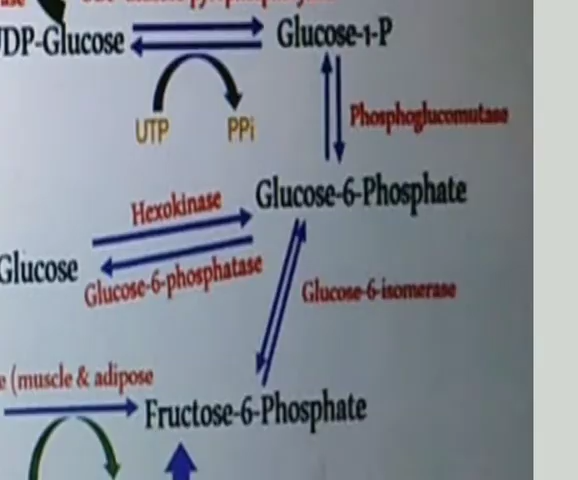 UDP-Glucose
Glucose-1-P
UTP
PPi
Phosphoglucomutase
Hexokinase
Glucose-6-Phosphate
Glucose
Glucose-6-phosphatase
Glucose-6-isomerase
(muscle & adipose
Fructose-6-Phosphate